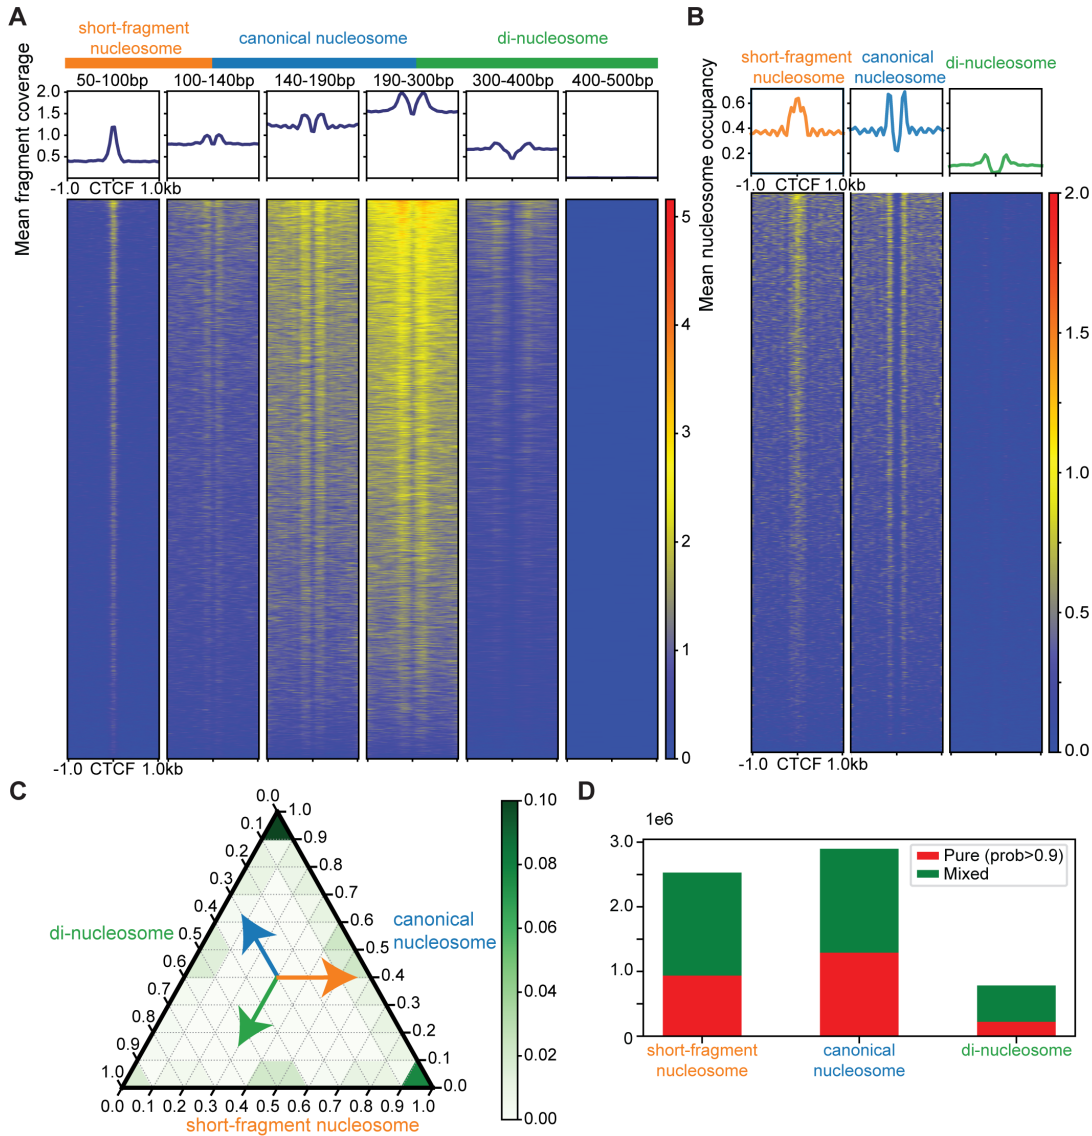 A
short-fragment
nucleosome
canonical nucleosome
di-nucleosome
50-100bp 100-140bp 140-190bp 190-300bp 300-400bp 400-500bp
Mean fragment coverage
2.0
1.5
1.0
0.5
-1.0 CTCF 1.0kb
5
4
3
2
1
0
-1.0 CTCF 1.0kb
B
short-fragment
nucleosome
canonical
nucleosome
di-nucleosome
Mean nucleosome occupancy
0.6
0.4
0.2
-1.0 CTCF 1.0kb
2.0
1.5
1.0
0.5
0.0
-1.0 CTCF 1.0kb
C
0.0
0.1
0.2
0.3
0.4
0.5
0.6
0.7
0.8
0.9
1.0
di-nucleosome
1.0
0.9
0.8
0.7
0.6
0.5
0.4
0.3
0.2
0.1
0.0
canonical
nucleosome
0.0 0.1 0.2 0.3 0.4 0.5 0.6 0.7 0.8 0.9 1.0
short-fragment nucleosome
0.10
0.08
0.06
0.04
0.02
0.00
D
1e6
3.0
2.0
1.0
0
Pure (prob>0.9)
Mixed
short-fragment
nucleosome
canonical
nucleosome
di-nucleosome